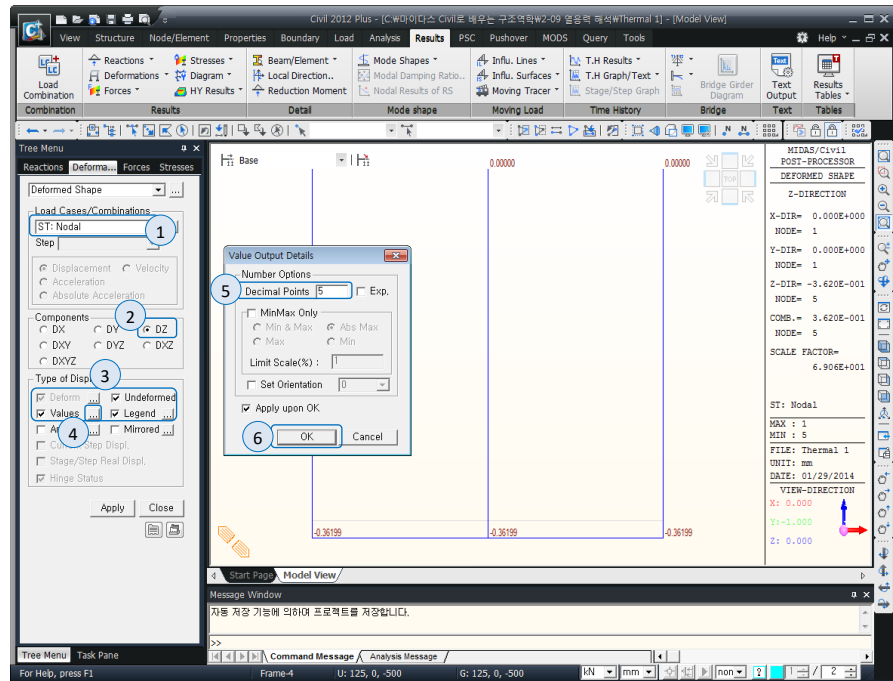 Civil 2012 Plus - [C:\마이다스 Civil로 배우는 구조역학\2-09 열응력 해석\Thermal 1] - [Model View]
View Structure Node/Element Properties Boundary Load Analysis Results PSC Pushover MODS Query Tools Help
Load Combination
Reactions
Deformations
Forces
Stresses
Diagram
HY Results
Beam/Element
Local Direction..
Reduction Moment
Mode Shapes
Modal Damping Ratio..
Nodal Results of RS
Influ. Lines
Influ. Surfaces
Moving Tracer
T.H Results
T.H Graph/Text
Stage/Step Graph
Bridge Girder Diagram
Text Output
Results Tables
Combination Results Detail Mode shape Moving Load Time History Bridge Text Tables
Tree Menu
Reactions Deforma... Forces Stresses
Deformed Shape ...
Load Cases/Combinations
ST: Nodal
1
Step
Displacement Velocity
Acceleration
Absolute Acceleration
Components
2
DX DY DZ
DXY DYZ DXZ
DXYZ
Type of Disp
3
Deform ... Undeformed
Values ... Legend ...
4
Mirrored ...
Step Displ.
Stage/Step Real Displ.
Hinge Status
Apply Close
Tree Menu Task Pane
Base
0.00000 0.00000
TOP
Value Output Details
Number Options
5
Decimal Points 5 Exp.
MinMax Only
Min & Max Abs Max
Max Min
Limit Scale(%) : 1
Set Orientation 0
Apply upon OK
6
OK Cancel
-0.36199 -0.36199 -0.36199
MIDAS/Civil
POST-PROCESSOR
DEFORMED SHAPE
Z-DIRECTION
X-DIR= 0.000E+000
NODE= 1
Y-DIR= 0.000E+000
NODE= 1
Z-DIR= -3.620E-001
NODE= 5
COMB.= 3.620E-001
NODE= 5
SCALE FACTOR=
6.906E+001
ST: Nodal
MAX : 1
MIN : 5
FILE: Thermal 1
UNIT: mm
DATE: 01/29/2014
VIEW-DIRECTION
X: 0.000
Y:-1.000
Z: 0.000
Start Page Model View
Message Window
자동 저장 기능에 의하여 프로젝트를 저장합니다.
>>
Command Message Analysis Message
For Help, press F1 Frame-4 U: 125, 0, -500 G: 125, 0, -500 kN mm non ? 1 / 2